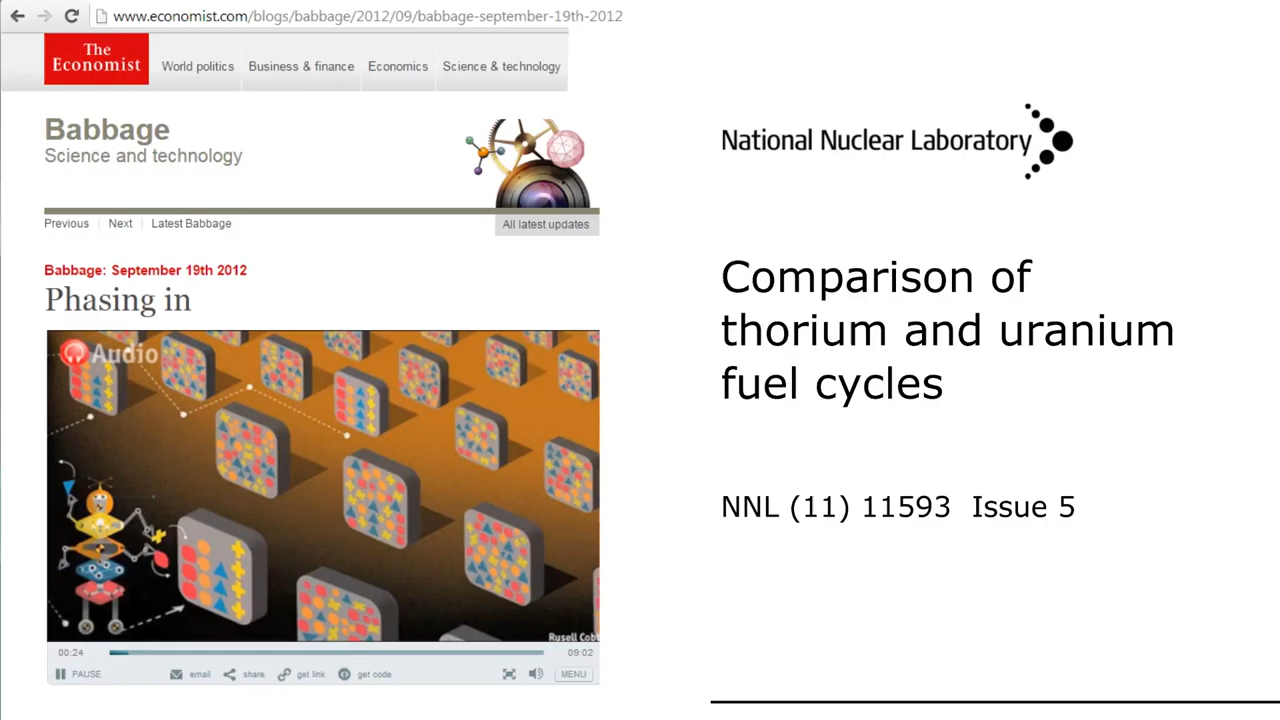 www.economist.com/blogs/babbage/2012/09/babbage-september-19th-2012
The
Economist
World politics
Business & finance
Economics
Science & technology
Babbage
Science and technology
Previous
Next
Latest Babbage
All latest updates
Babbage: September 19th 2012
Phasing in
Audio
Rusell Cobb
00:24
09:02
PAUSE
email
share
get link
get code
MENU
National Nuclear Laboratory
Comparison of
thorium and uranium
fuel cycles
NNL (11) 11593 Issue 5